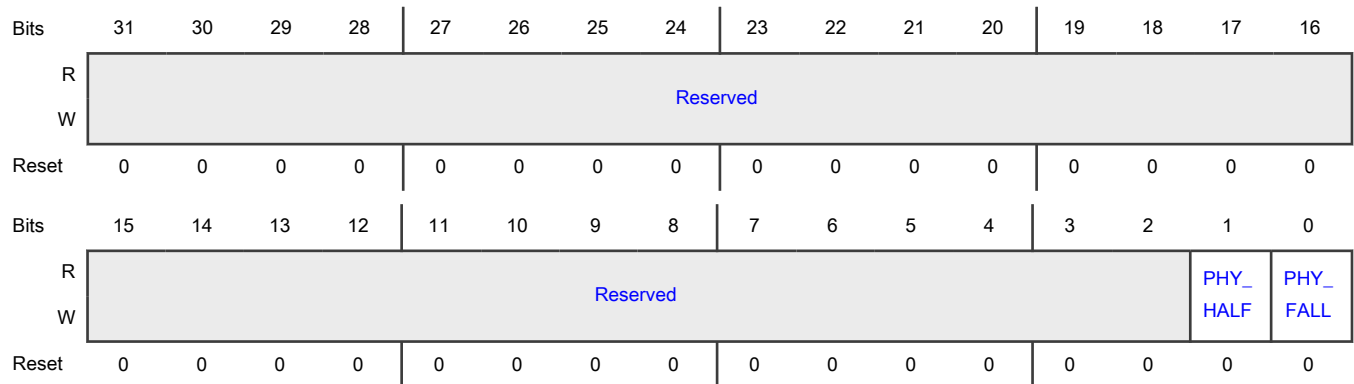 Bits 31 30 29 28 27 26 25 24 23 22 21 20 19 18 17 16
R
Reserved
W
Reset 0 0 0 0 0 0 0 0 0 0 0 0 0 0 0 0
Bits 15 14 13 12 11 10 9 8 7 6 5 4 3 2 1 0
R Reserved PHY_ PHY_
W HALF FALL
Reset 0 0 0 0 0 0 0 0 0 0 0 0 0 0 0 0